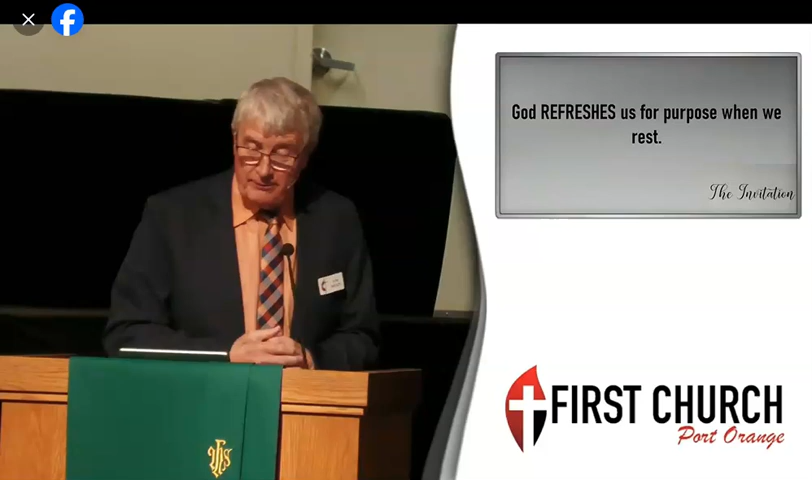 God REFRESHES us for purpose when we
rest.
The Invitation
FIRST CHURCH
Port Orange